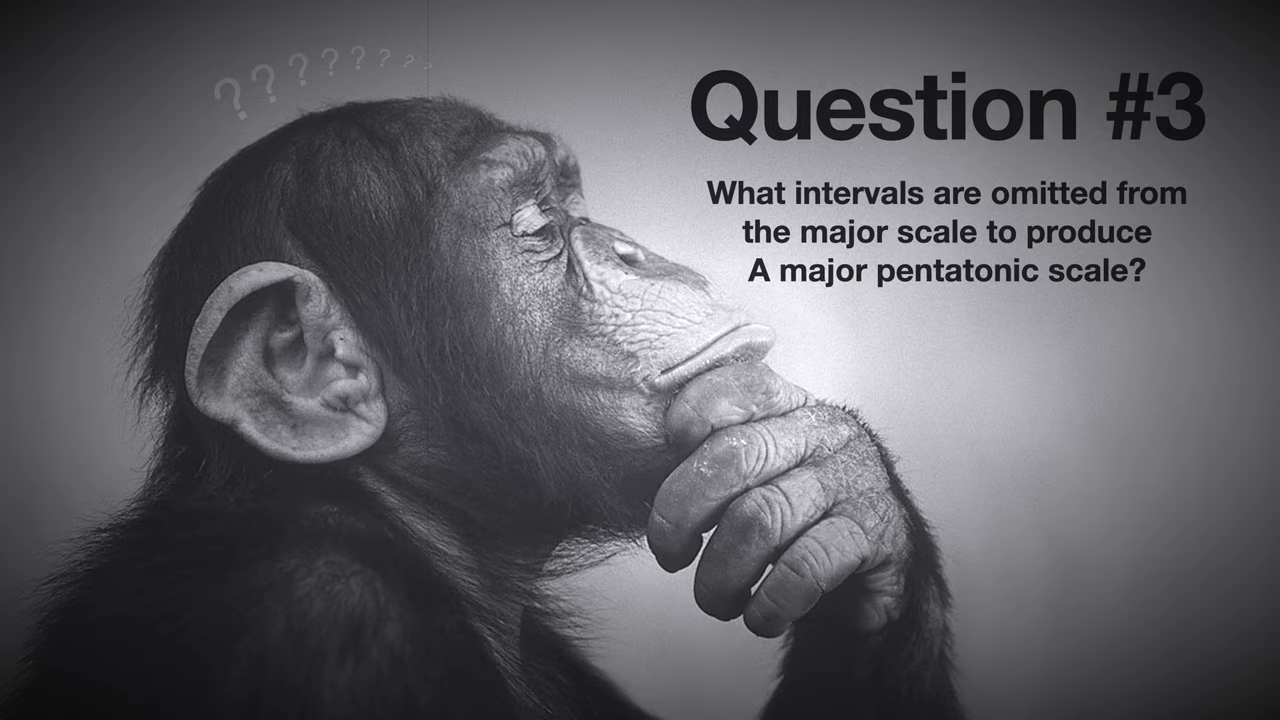 ? ? ? ? ? ? ? ?
Question #3
What intervals are omitted from
the major scale to produce
A major pentatonic scale?